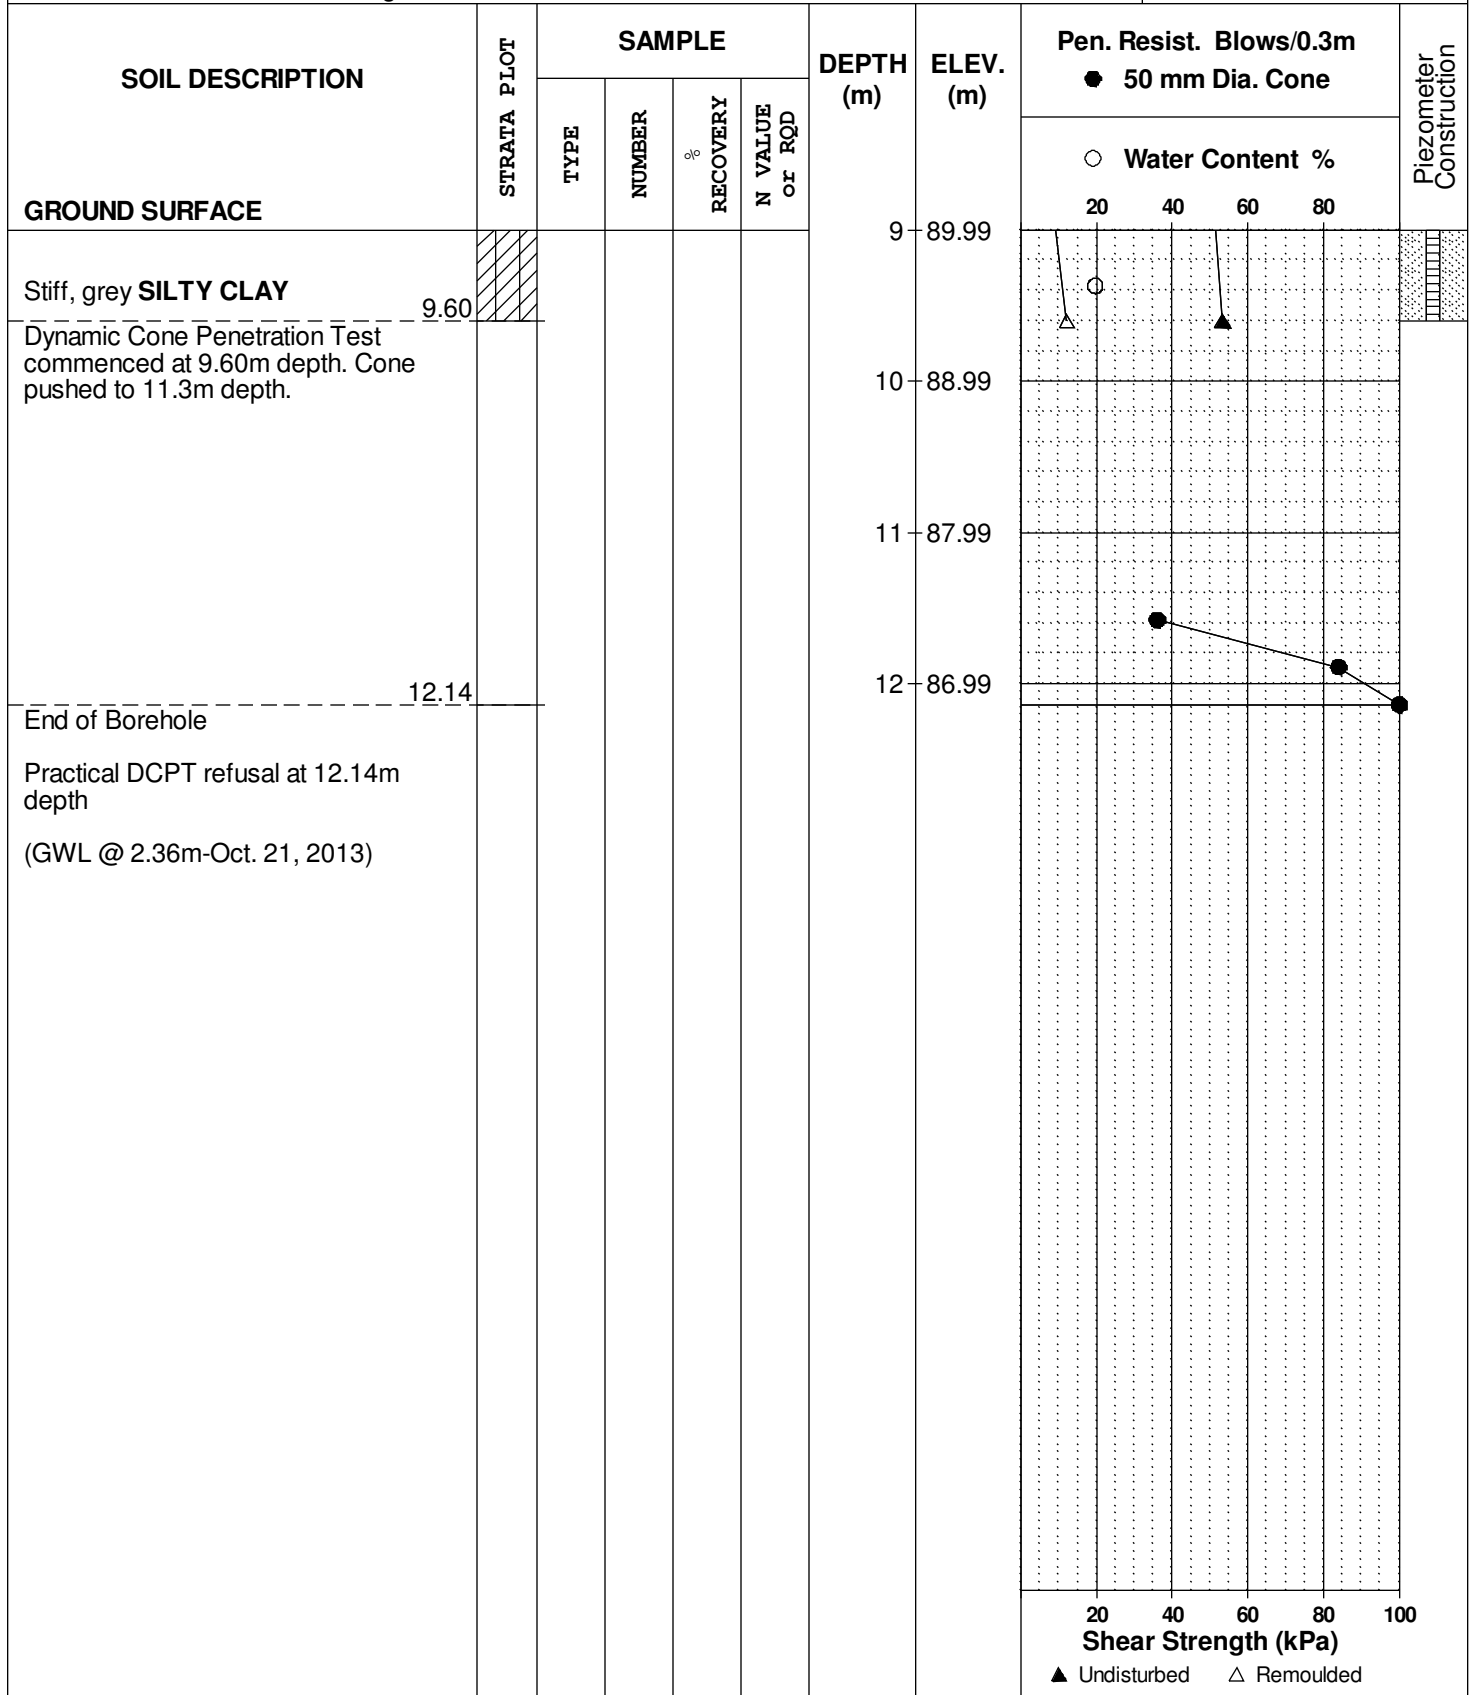 SOIL DESCRIPTION
GROUND SURFACE
STRATA PLOT
SAMPLE
TYPE
NUMBER
%
RECOVERY
N VALUE
or RQD
DEPTH
(m)
ELEV.
(m)
Pen. Resist. Blows/0.3m
● 50 mm Dia. Cone
○ Water Content %
20 40 60 80
Piezometer
Construction
9 89.99
Stiff, grey SILTY CLAY
9.60
Dynamic Cone Penetration Test
commenced at 9.60m depth. Cone
pushed to 11.3m depth.
10 88.99
11 87.99
12 86.99
12.14
End of Borehole
Practical DCPT refusal at 12.14m
depth
(GWL @ 2.36m-Oct. 21, 2013)
20 40 60 80 100
Shear Strength (kPa)
▲ Undisturbed △ Remoulded